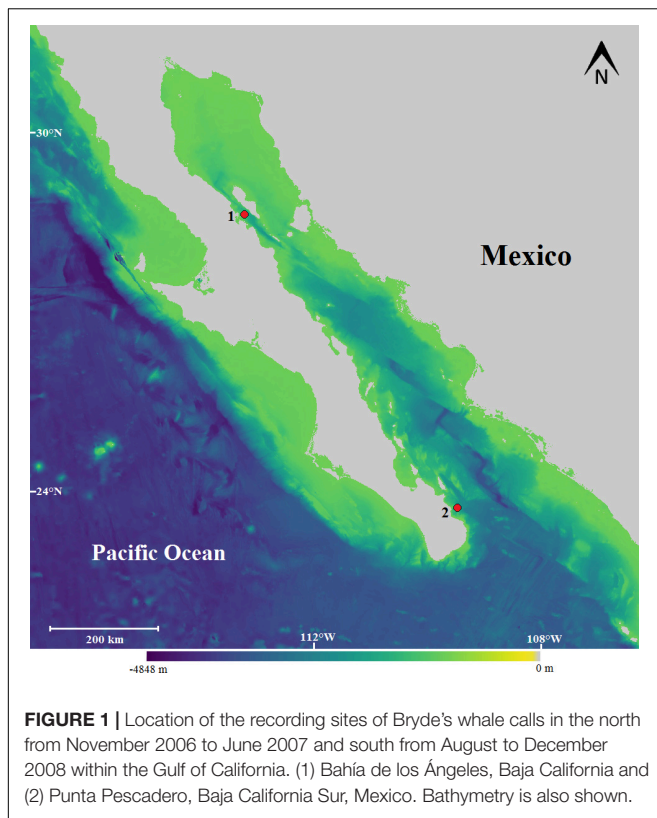 N
30°N
1
Mexico
24°N
2
Pacific Ocean
200 km
112°W
108°W
-4848 m
0 m
FIGURE 1 | Location of the recording sites of Bryde's whale calls in the north
from November 2006 to June 2007 and south from August to December
2008 within the Gulf of California. (1) Bahía de los Ángeles, Baja California and
(2) Punta Pescadero, Baja California Sur, Mexico. Bathymetry is also shown.